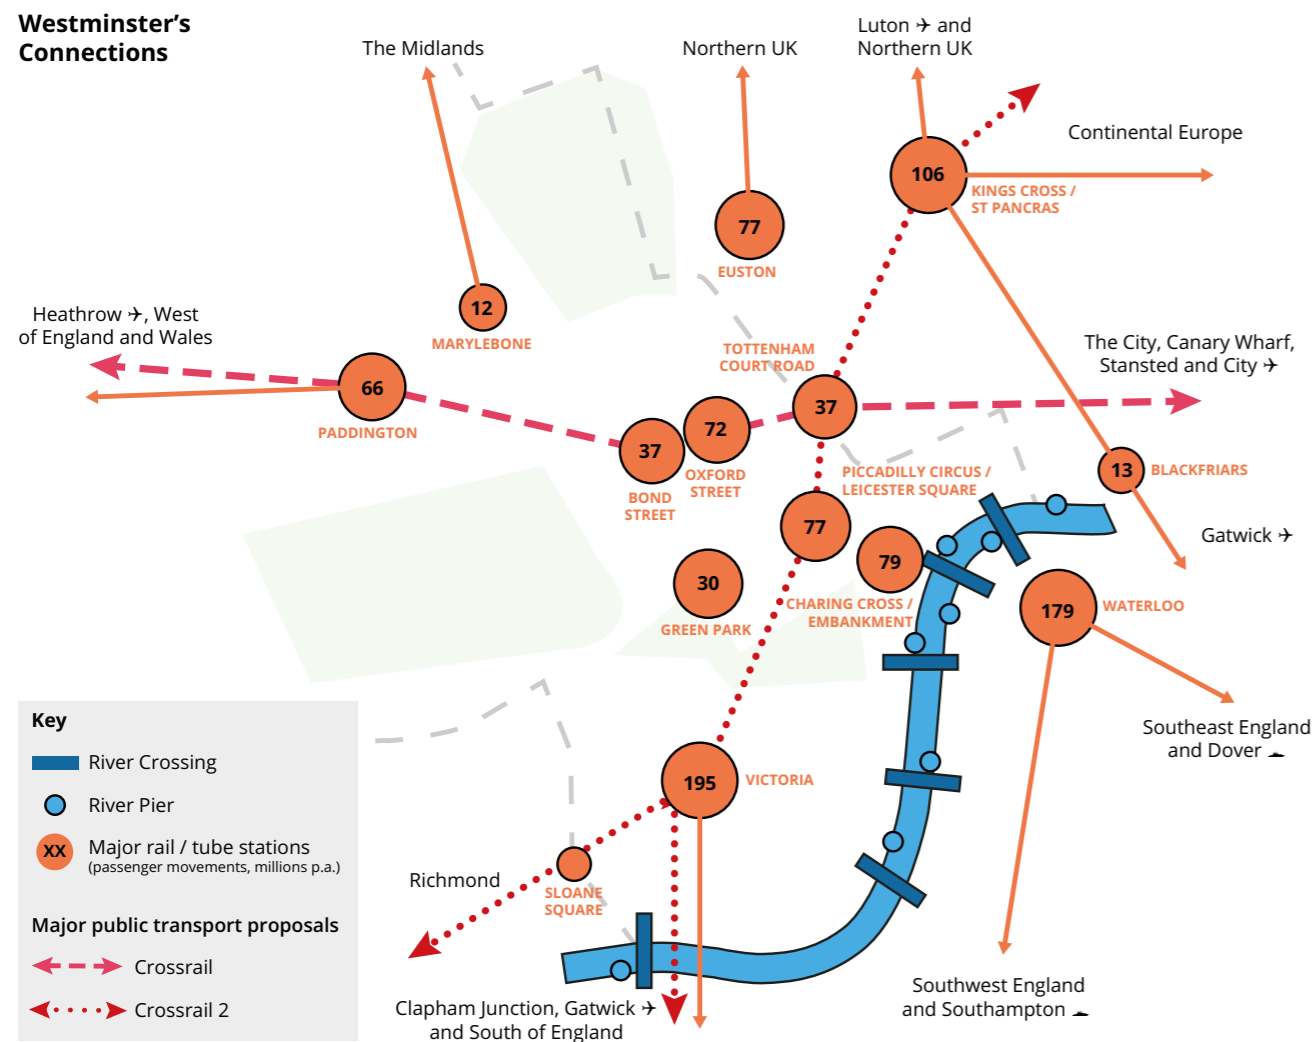 Westminster's
Connections
The Midlands
Northern UK
Luton ✈ and
Northern UK
Continental Europe
106
KINGS CROSS /
ST PANCRAS
77
EUSTON
12
MARYLEBONE
Heathrow ✈, West
of England and Wales
66
PADDINGTON
TOTTENHAM
COURT ROAD
37
The City, Canary Wharf,
Stansted and City ✈
37
BOND
STREET
72
OXFORD
STREET
PICCADILLY CIRCUS /
LEICESTER SQUARE
77
13
BLACKFRIARS
Gatwick ✈
79
CHARING CROSS /
EMBANKMENT
30
GREEN PARK
179
WATERLOO
Southeast England
and Dover
195
VICTORIA
Richmond
SLOANE
SQUARE
Southwest England
and Southampton
Clapham Junction, Gatwick ✈
and South of England
Key
River Crossing
River Pier
XX
Major rail / tube stations
(passenger movements, millions p.a.)
Major public transport proposals
Crossrail
Crossrail 2